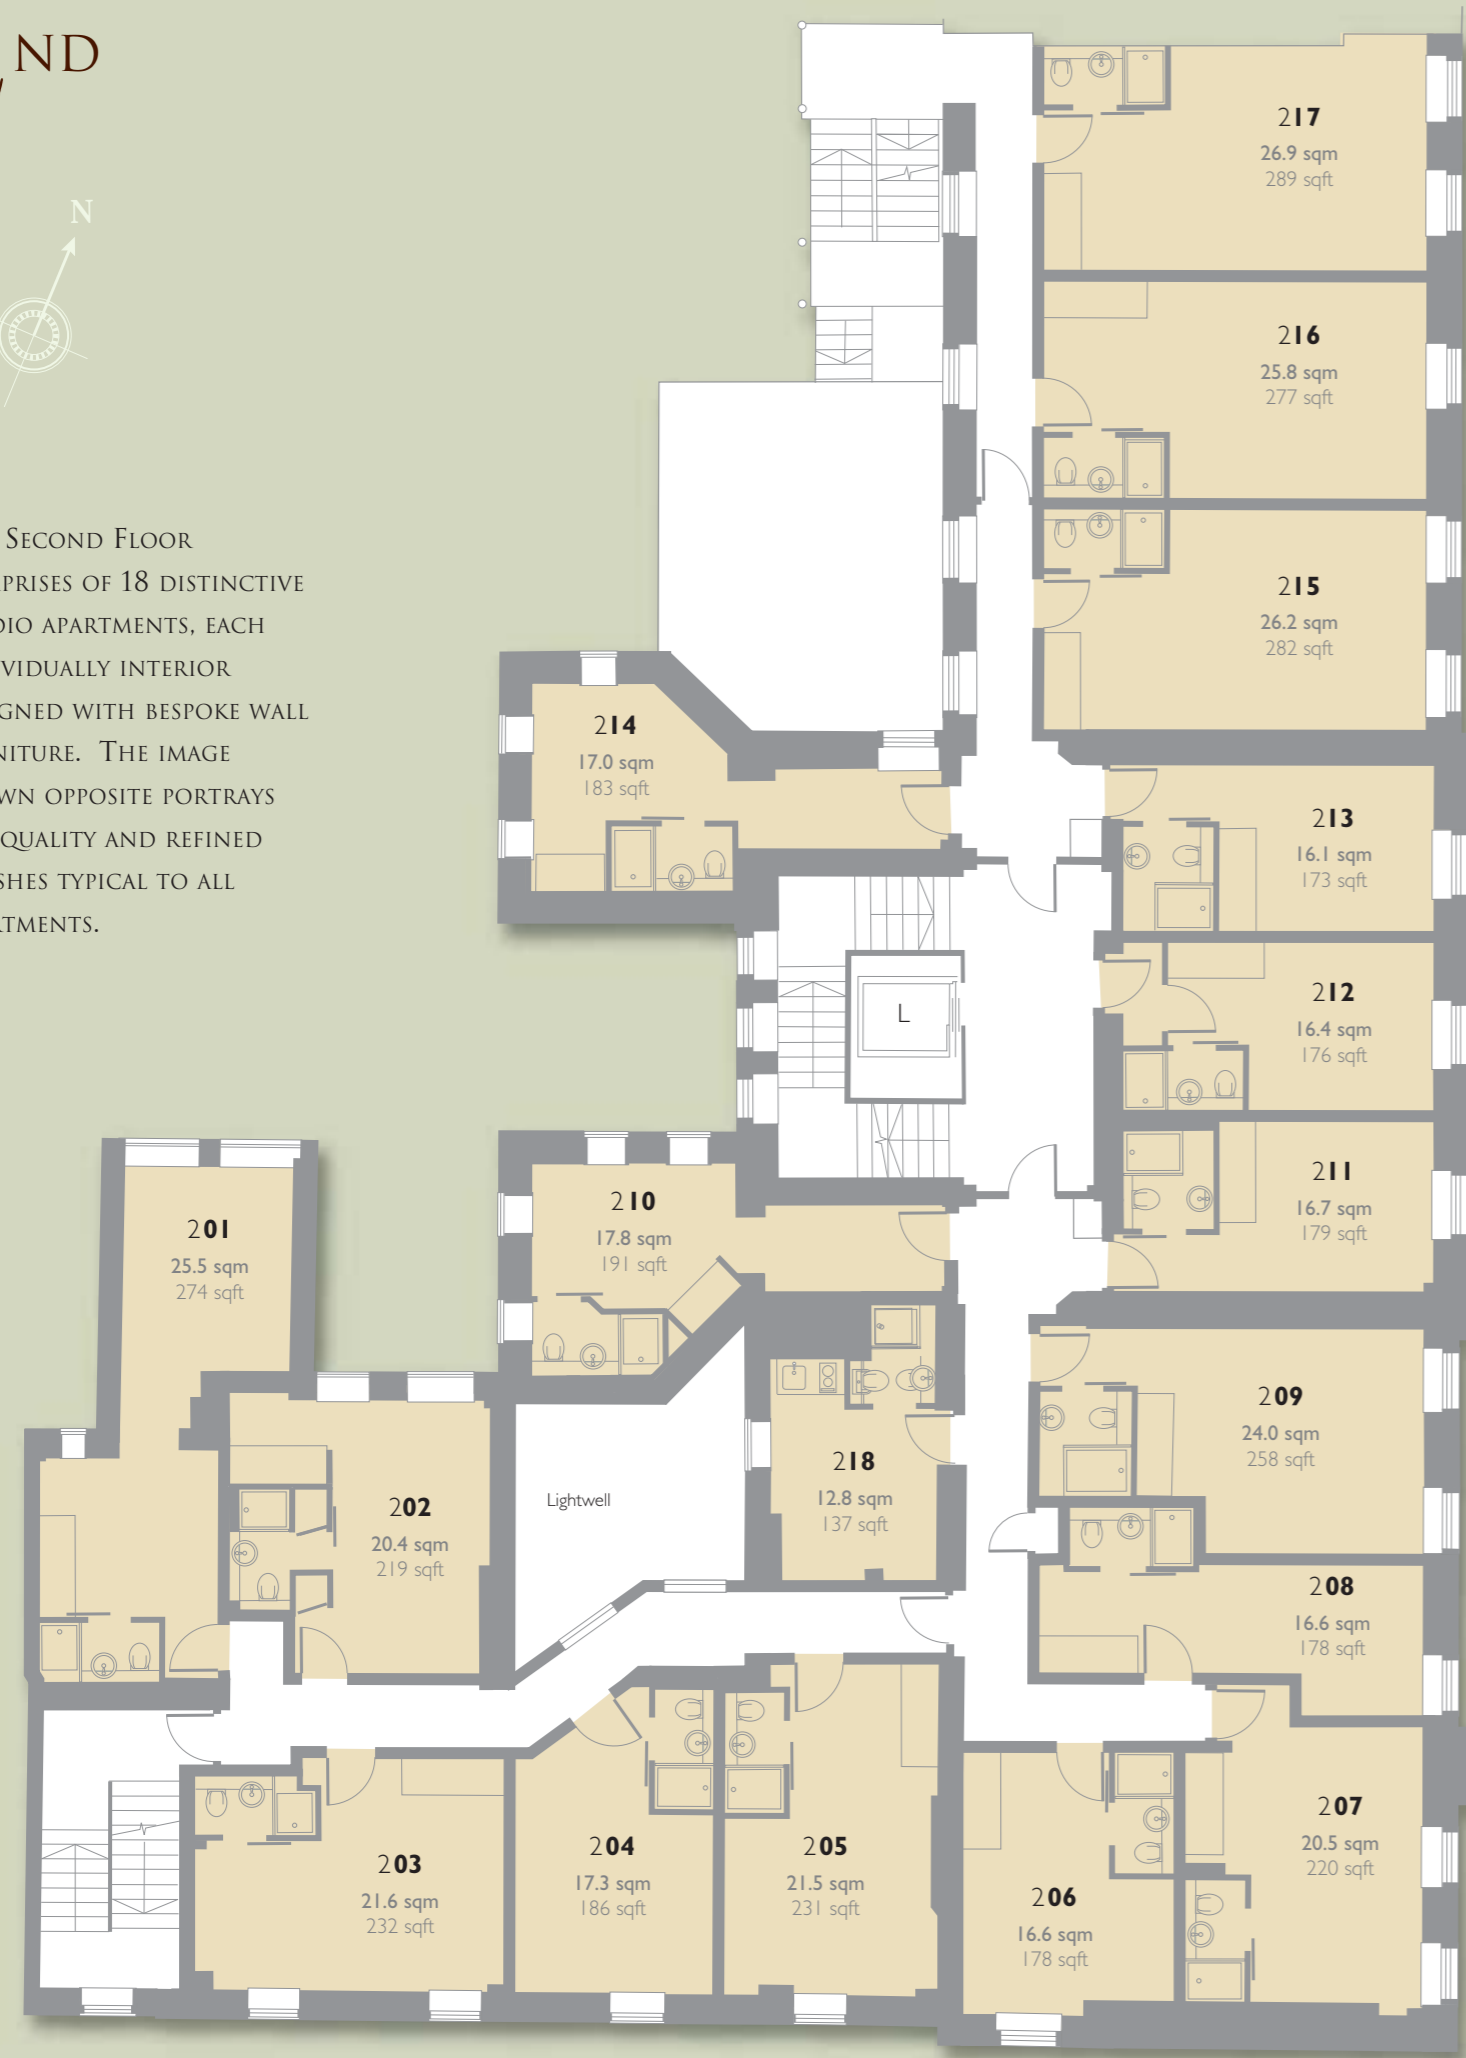 ND
N
Second Floor
prises of 18 distinctive
dio apartments, each
vidually interior
igned with bespoke wall
niture. The image
wn opposite portrays
quality and refined
shes typical to all
rtments.
217
26.9 sqm
289 sqft
216
25.8 sqm
277 sqft
215
26.2 sqm
282 sqft
214
17.0 sqm
183 sqft
213
16.1 sqm
173 sqft
212
16.4 sqm
176 sqft
L
211
16.7 sqm
179 sqft
210
17.8 sqm
191 sqft
201
25.5 sqm
274 sqft
209
24.0 sqm
258 sqft
218
12.8 sqm
137 sqft
Lightwell
202
20.4 sqm
219 sqft
208
16.6 sqm
178 sqft
207
20.5 sqm
220 sqft
203
21.6 sqm
232 sqft
204
17.3 sqm
186 sqft
205
21.5 sqm
231 sqft
206
16.6 sqm
178 sqft